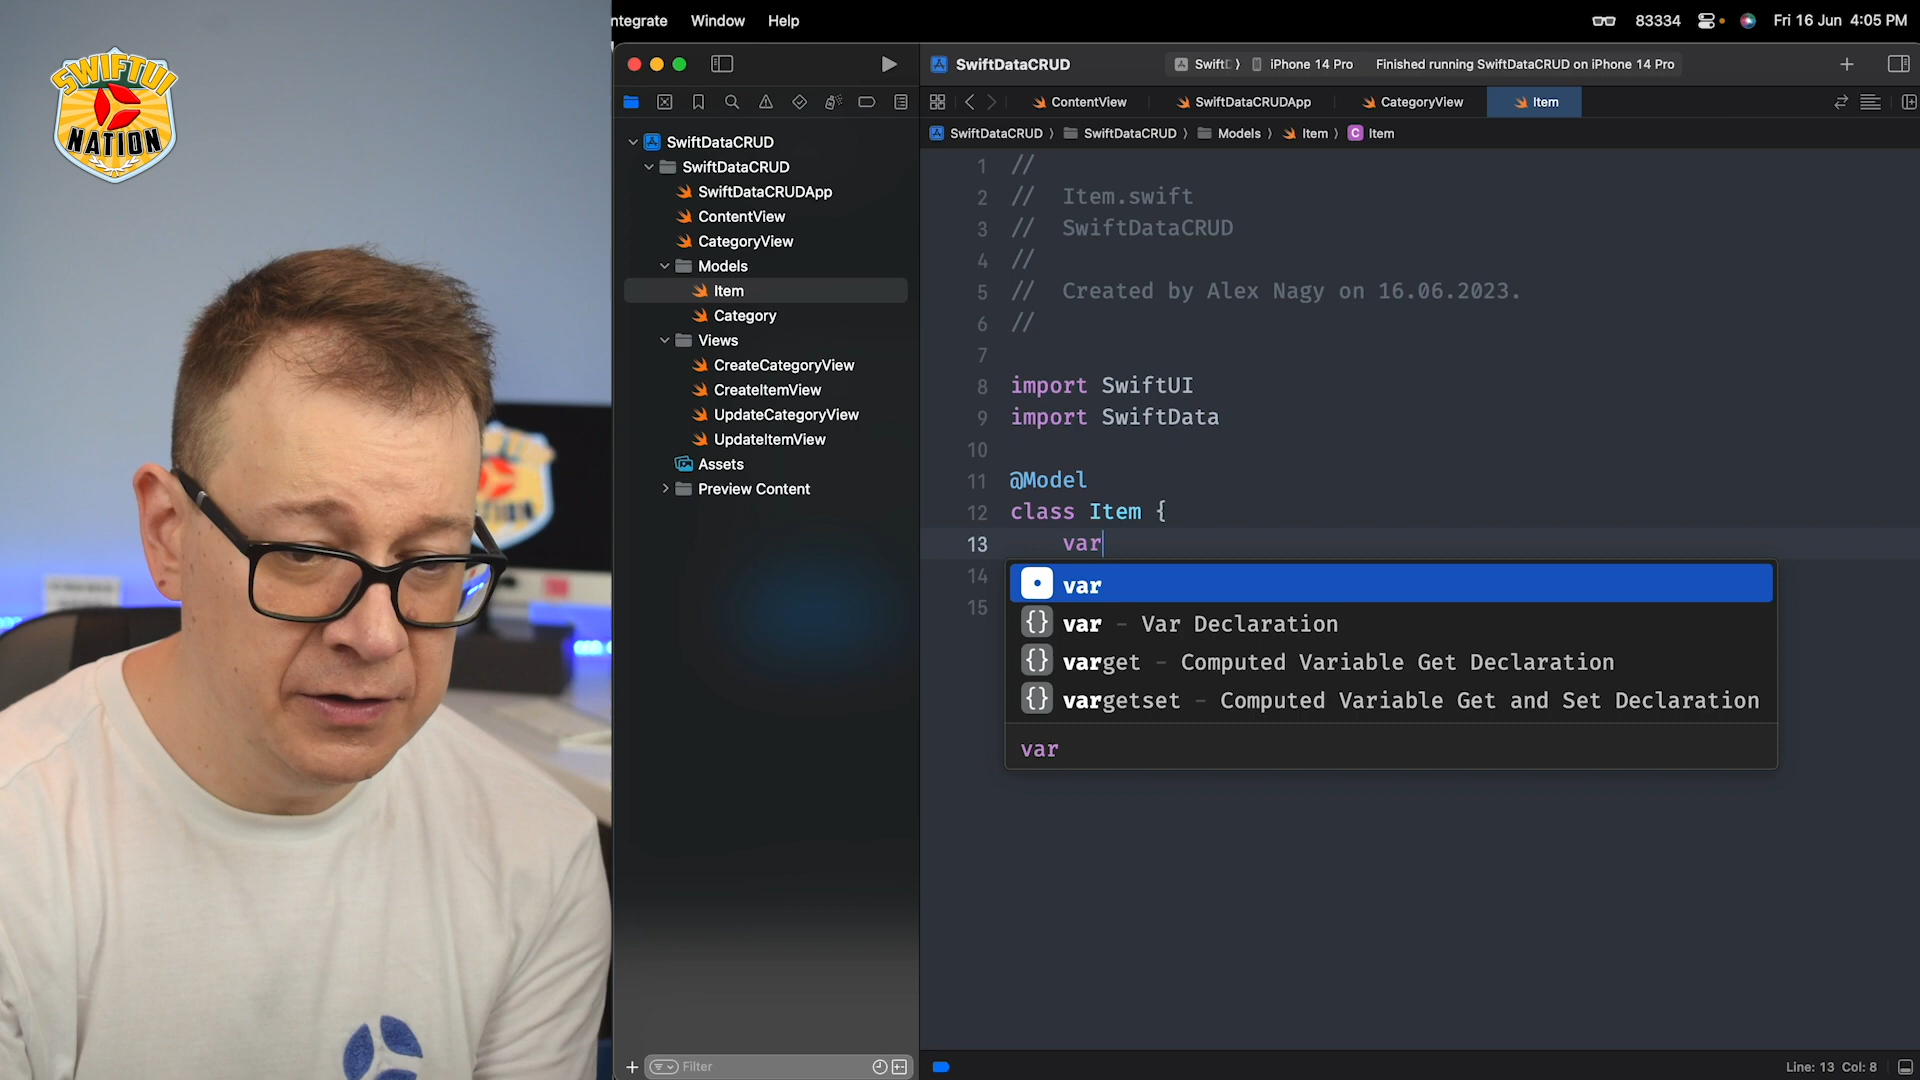 SWIFTUI
NATION
ntegrate Window Help
83334 Fri 16 Jun 4:05 PM
SwiftDataCRUD
SwiftD iPhone 14 Pro Finished running SwiftDataCRUD on iPhone 14 Pro
ContentView SwiftDataCRUDApp CategoryView Item
SwiftDataCRUD SwiftDataCRUD Models Item C Item
SwiftDataCRUD
SwiftDataCRUD
SwiftDataCRUDApp
ContentView
CategoryView
Models
Item
Category
Views
CreateCategoryView
CreateItemView
UpdateCategoryView
UpdateItemView
Assets
Preview Content
Filter
1 //
2 // Item.swift
3 // SwiftDataCRUD
4 //
5 // Created by Alex Nagy on 16.06.2023.
6 //
7
8 import SwiftUI
9 import SwiftData
10
11 @Model
12 class Item {
13 var
14
15
var
{} var – Var Declaration
{} varget – Computed Variable Get Declaration
{} vargetset – Computed Variable Get and Set Declaration
var
Line: 13 Col: 8